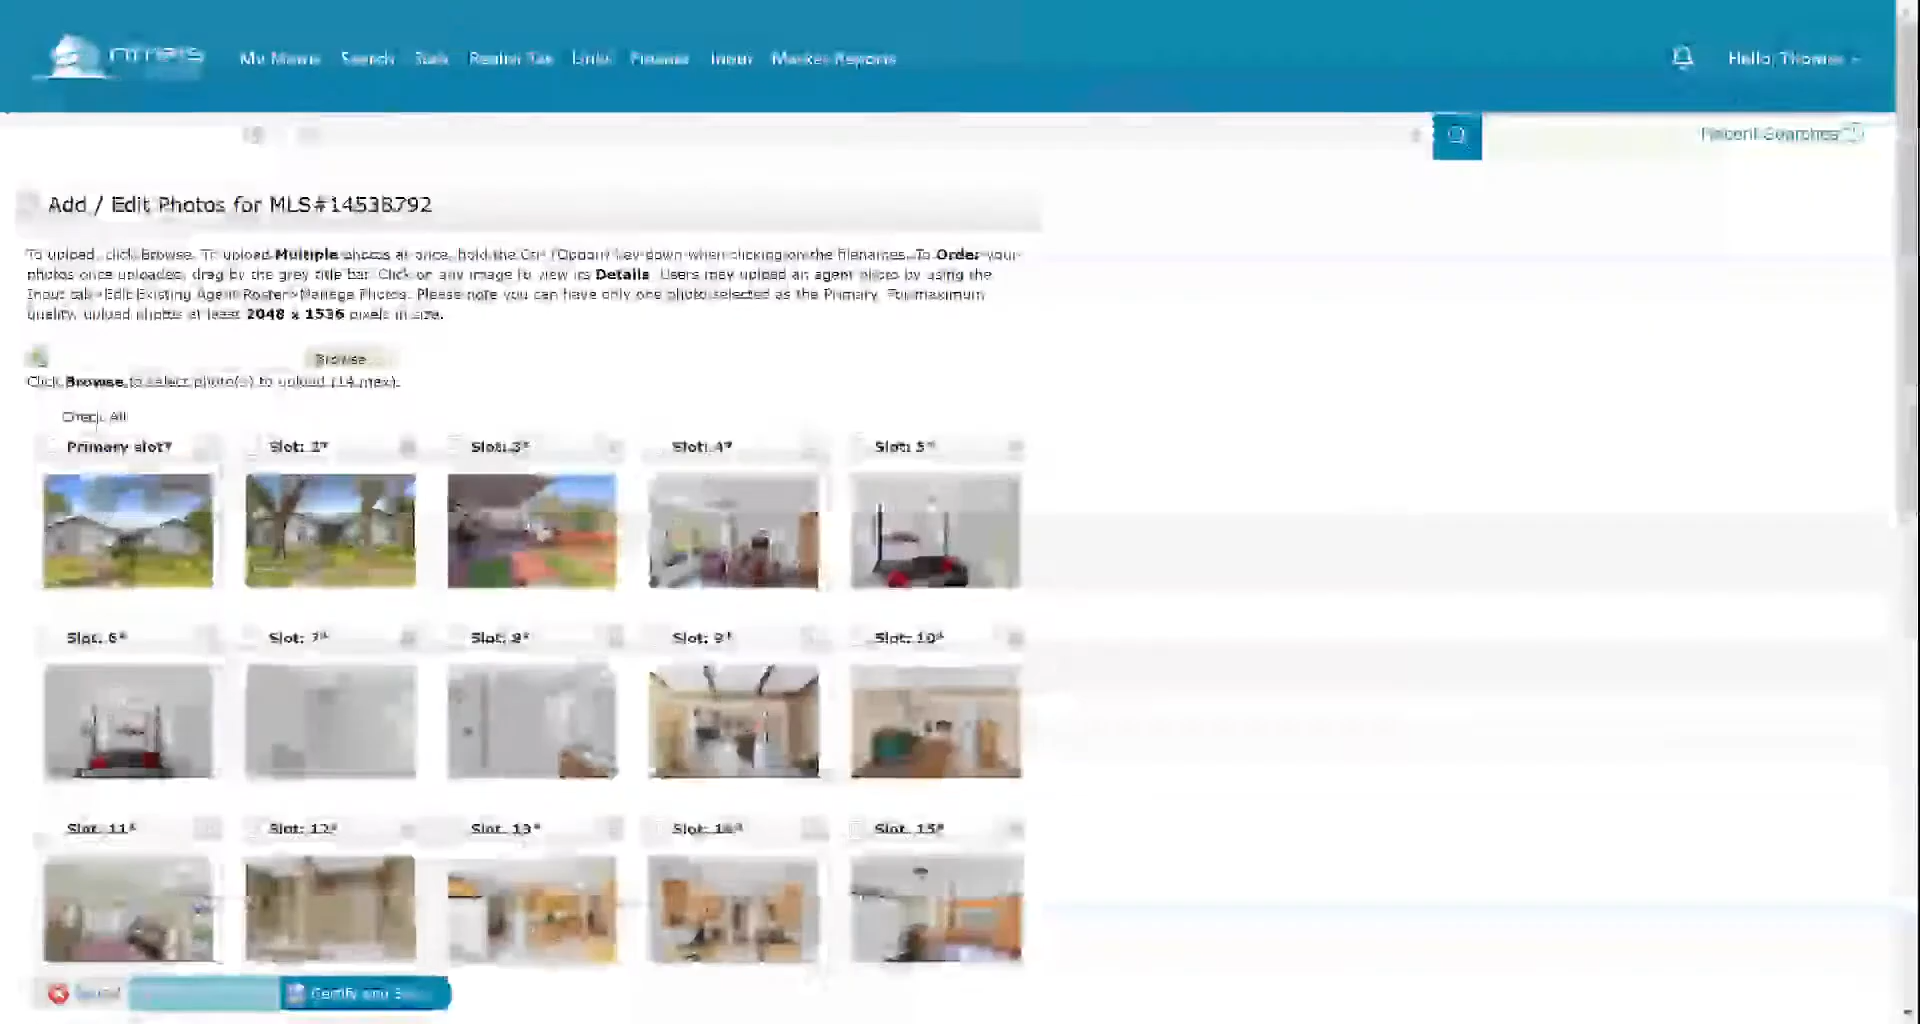 ntreis
My Matrix Search Stats Realist Tax Links Finance Input Market Reports
Hello, Thomas
Recent Searches
Add / Edit Photos for MLS#14538792
To upload, click Browse. To upload Multiple photos at once, hold the Ctrl (Option) key down when clicking on the filenames. To Order your
photos once uploaded, drag by the grey title bar. Click on any image to view its Details. Users may upload an agent photo by using the
Input tab>Edit Existing Agent Roster>Manage Photos. Please note you can have only one photo selected as the Primary. For maximum
quality, upload photos at least 2048 x 1536 pixels in size.
Browse...
Click Browse to select photo(s) to upload (14 max).
Check All
Primary slot* Slot: 2* Slot: 3* Slot: 4* Slot: 5*
Slot: 6* Slot: 7* Slot: 8* Slot: 9* Slot: 10*
Slot: 11* Slot: 12* Slot: 13* Slot: 14* Slot: 15*